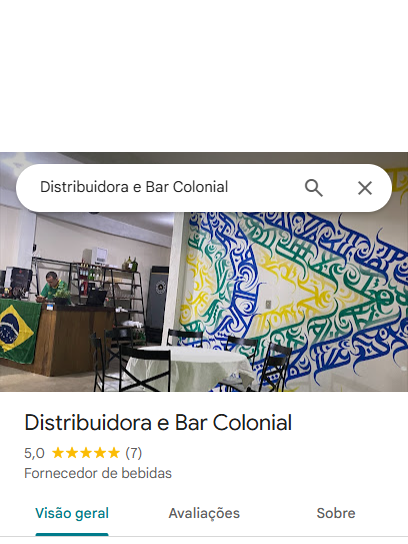 Distribuidora e Bar Colonial
Distribuidora e Bar Colonial
5,0 (7)
Fornecedor de bebidas
Visão geral Avaliações Sobre